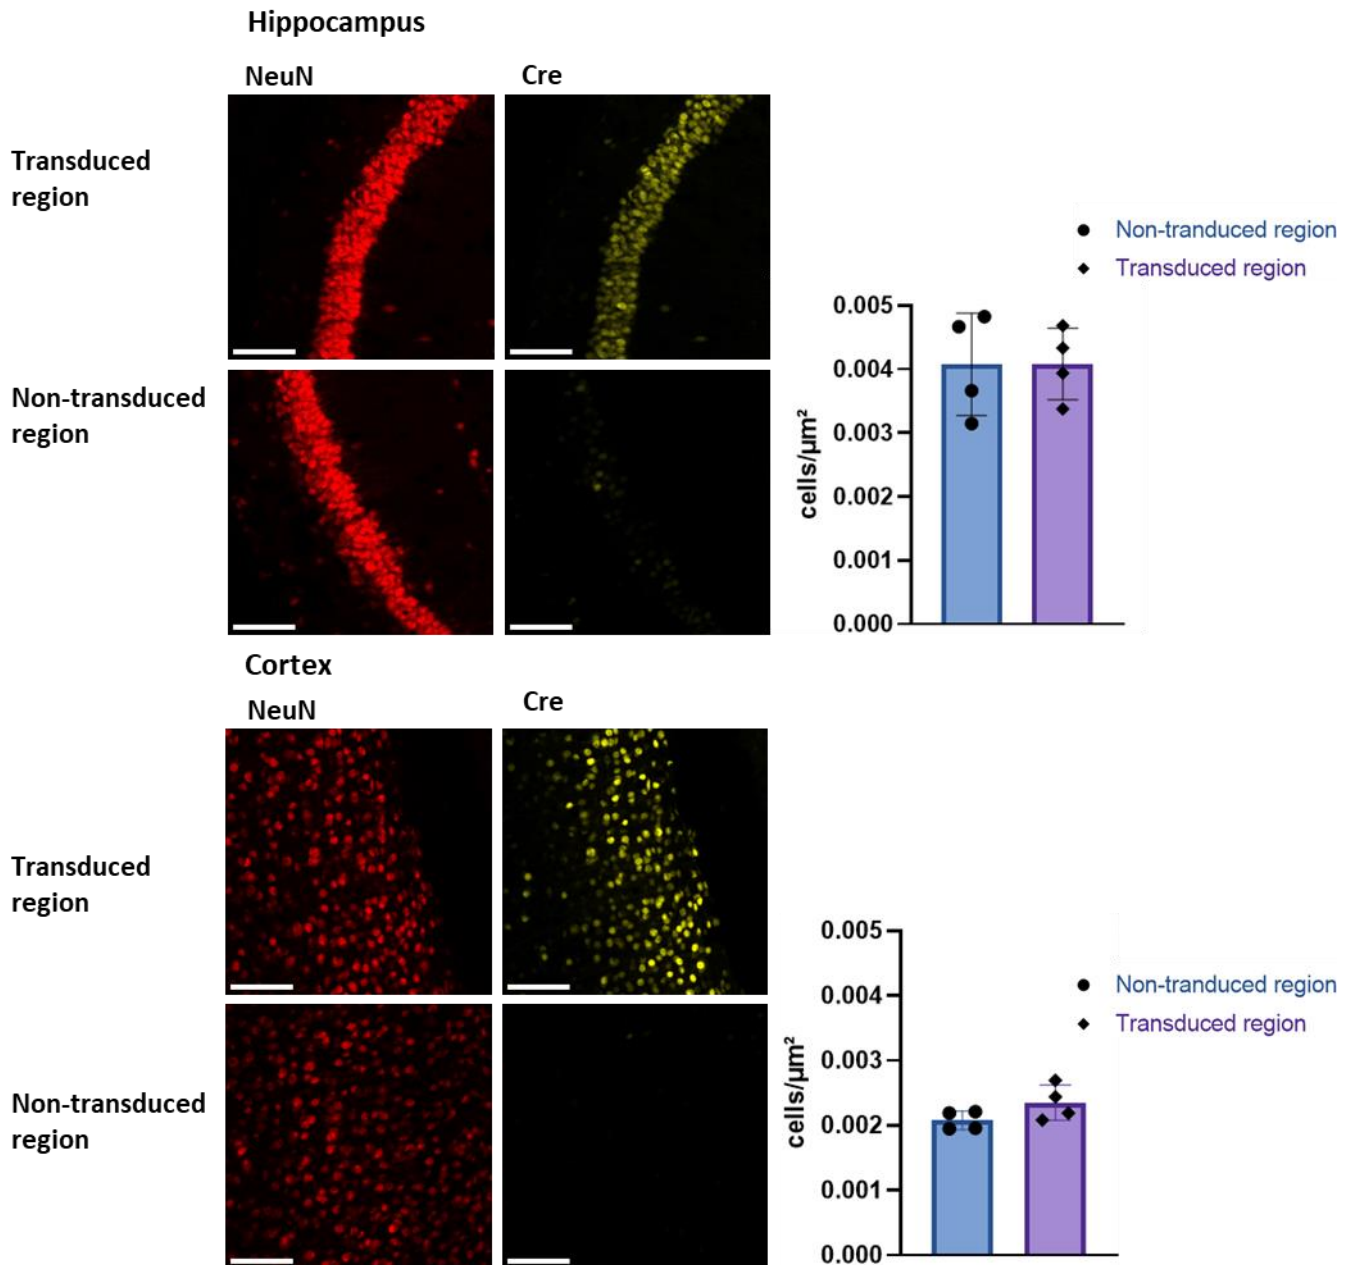 Hippocampus
NeuN
Cre
Transduced
region
Non-transduced
region
Non-tranduced region
Transduced region
0.005
0.004
0.003
0.002
0.001
0.000
cells/µm²
Cortex
NeuN
Cre
Transduced
region
Non-transduced
region
Non-tranduced region
Transduced region
0.005
0.004
0.003
0.002
0.001
0.000
cells/µm²